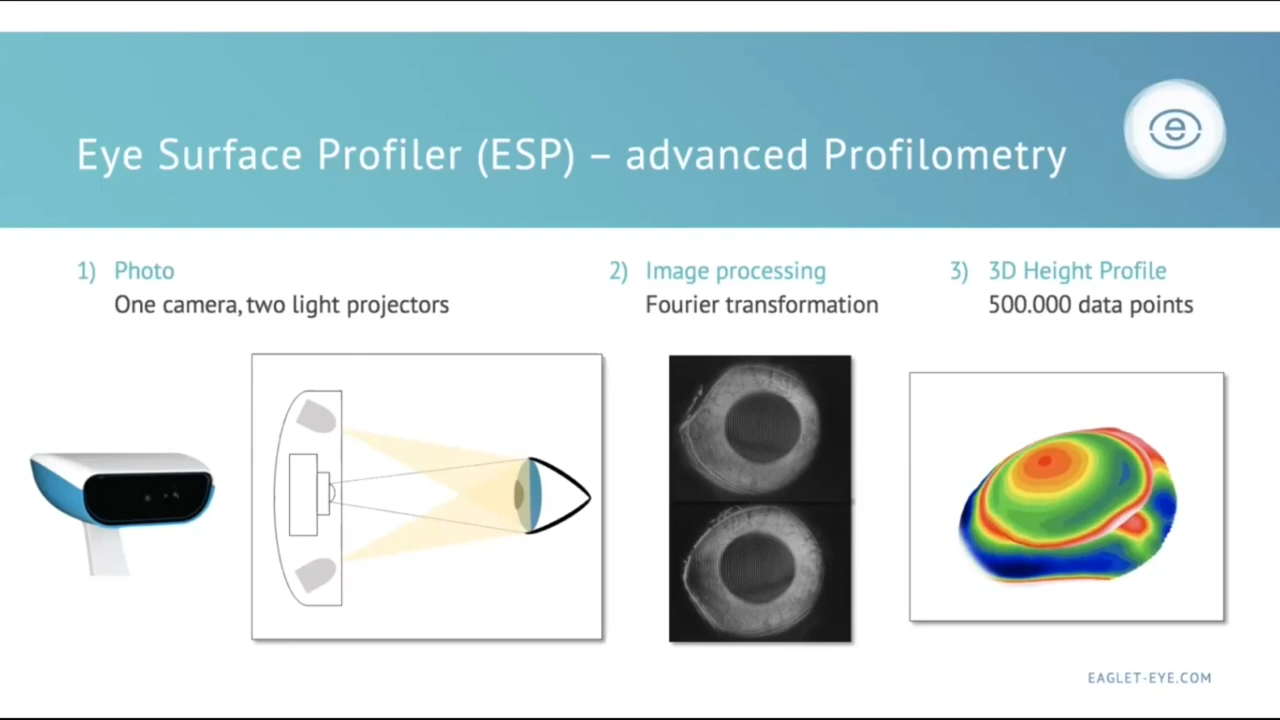 Eye Surface Profiler (ESP) – advanced Profilometry
e
1) Photo
One camera, two light projectors
2) Image processing
Fourier transformation
3) 3D Height Profile
500.000 data points
EAGLET-EYE.COM